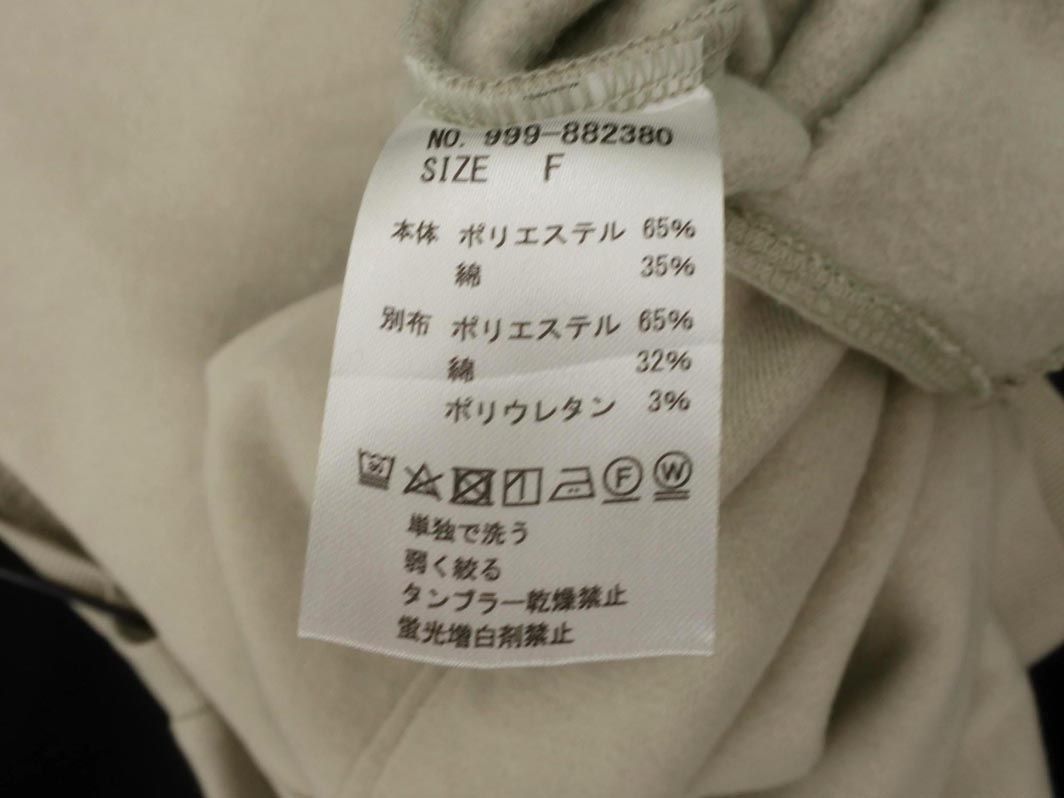 NO. 999-882380
SIZE F
本体 ポリエステル 65%
綿 35%
別布 ポリエステル 65%
綿 32%
ポリウレタン 3%
F W
単独で洗う
弱く絞る
タンブラー乾燥禁止
蛍光増白剤禁止